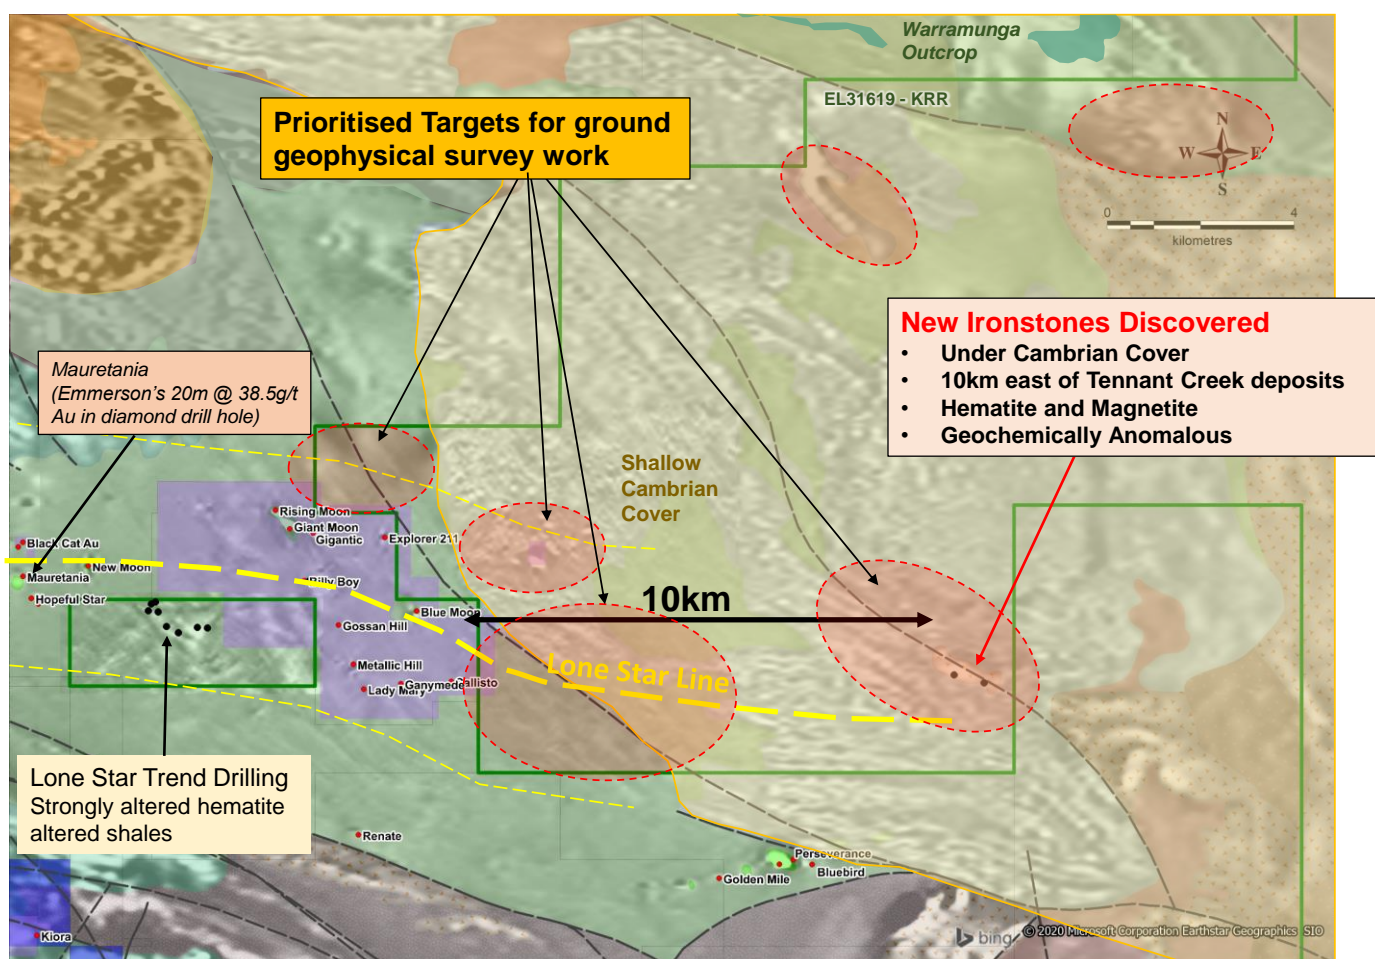 Warramunga
Outcrop
EL31619 - KRR
Prioritised Targets for ground
geophysical survey work
N
W
E
S
0
4
kilometres
New Ironstones Discovered
• Under Cambrian Cover
• 10km east of Tennant Creek deposits
• Hematite and Magnetite
• Geochemically Anomalous
Mauretania
(Emmerson's 20m @ 38.5g/t
Au in diamond drill hole)
Shallow
Cambrian
Cover
Rising Moon
Giant Moon
Gigantic
Explorer 211
Black Cat Au
New Moon
Mauretania
Billy Boy
Hopeful Star
Blue Moon
10km
Gossan Hill
Metallic Hill
Lone Star Line
Lady Mary
Ganymede
Callisto
Lone Star Trend Drilling
Strongly altered hematite
altered shales
Renate
Perseverance
Bluebird
Golden Mile
Kiora
bing
© 2020 Microsoft Corporation Earthstar Geographics SIO